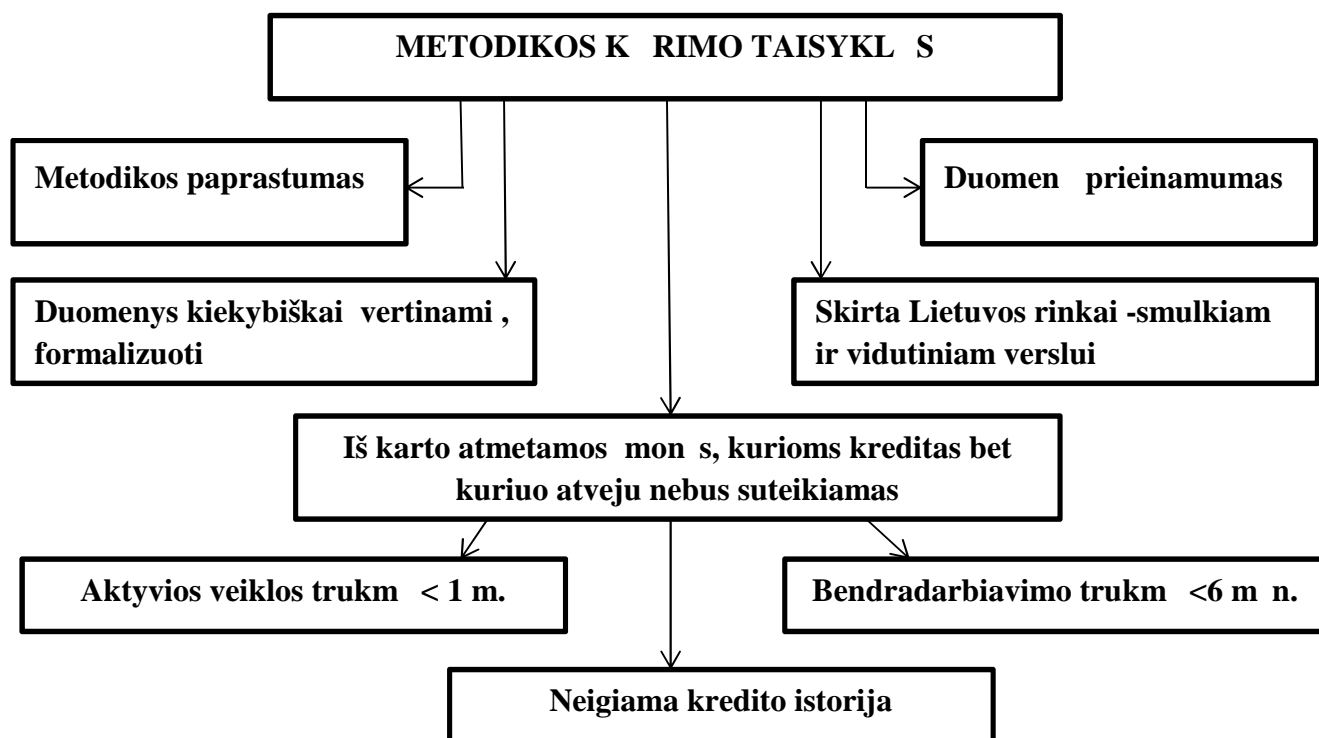 METODIKOS K RIMO TAISYKL S
Metodikos paprastumas
Duomen prieinamumas
Duomenys kiekybiškai vertinami ,
formalizuoti
Skirta Lietuvos rinkai -smulkiam
ir vidutiniam verslui
Iš karto atmetamos mon s, kurioms kreditas bet
kuriuo atveju nebus suteikiamas
Aktyvios veiklos trukm < 1 m.
Bendradarbiavimo trukm <6 m n.
Neigiama kredito istorija